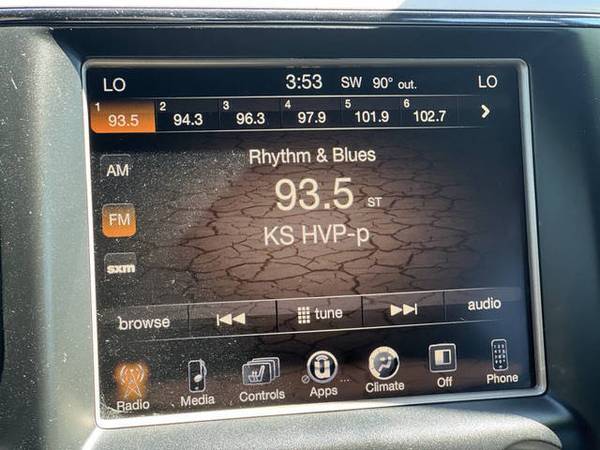 LO 3:53 SW 90° out. LO
1 93.5 2 94.3 3 96.3 4 97.9 5 101.9 6 102.7
AM
Rhythm & Blues
FM
93.5 ST
KS HVP-p
sxm
browse tune audio
Radio Media Controls Apps Climate Off Phone